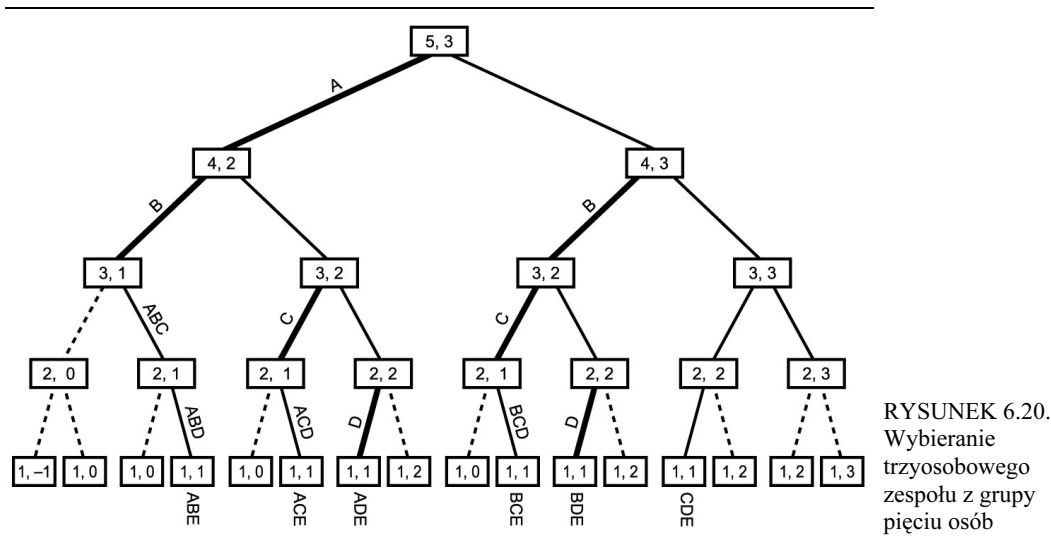 5, 3
A
4, 2
4, 3
B
B
3, 1
3, 2
3, 2
3, 3
ABC
C
C
2, 0
2, 1
2, 1
2, 2
2, 1
2, 2
2, 2
2, 3
ABD
ACD
D
BCD
D
1, –1
1, 0
1, 0
1, 1
1, 0
1, 1
1, 1
1, 2
1, 0
1, 1
1, 1
1, 2
1, 1
1, 2
1, 2
1, 3
ABE
ACE
ADE
BCE
BDE
CDE
RYSUNEK 6.20.
Wybieranie
trzyosobowego
zespołu z grupy
pięciu osób